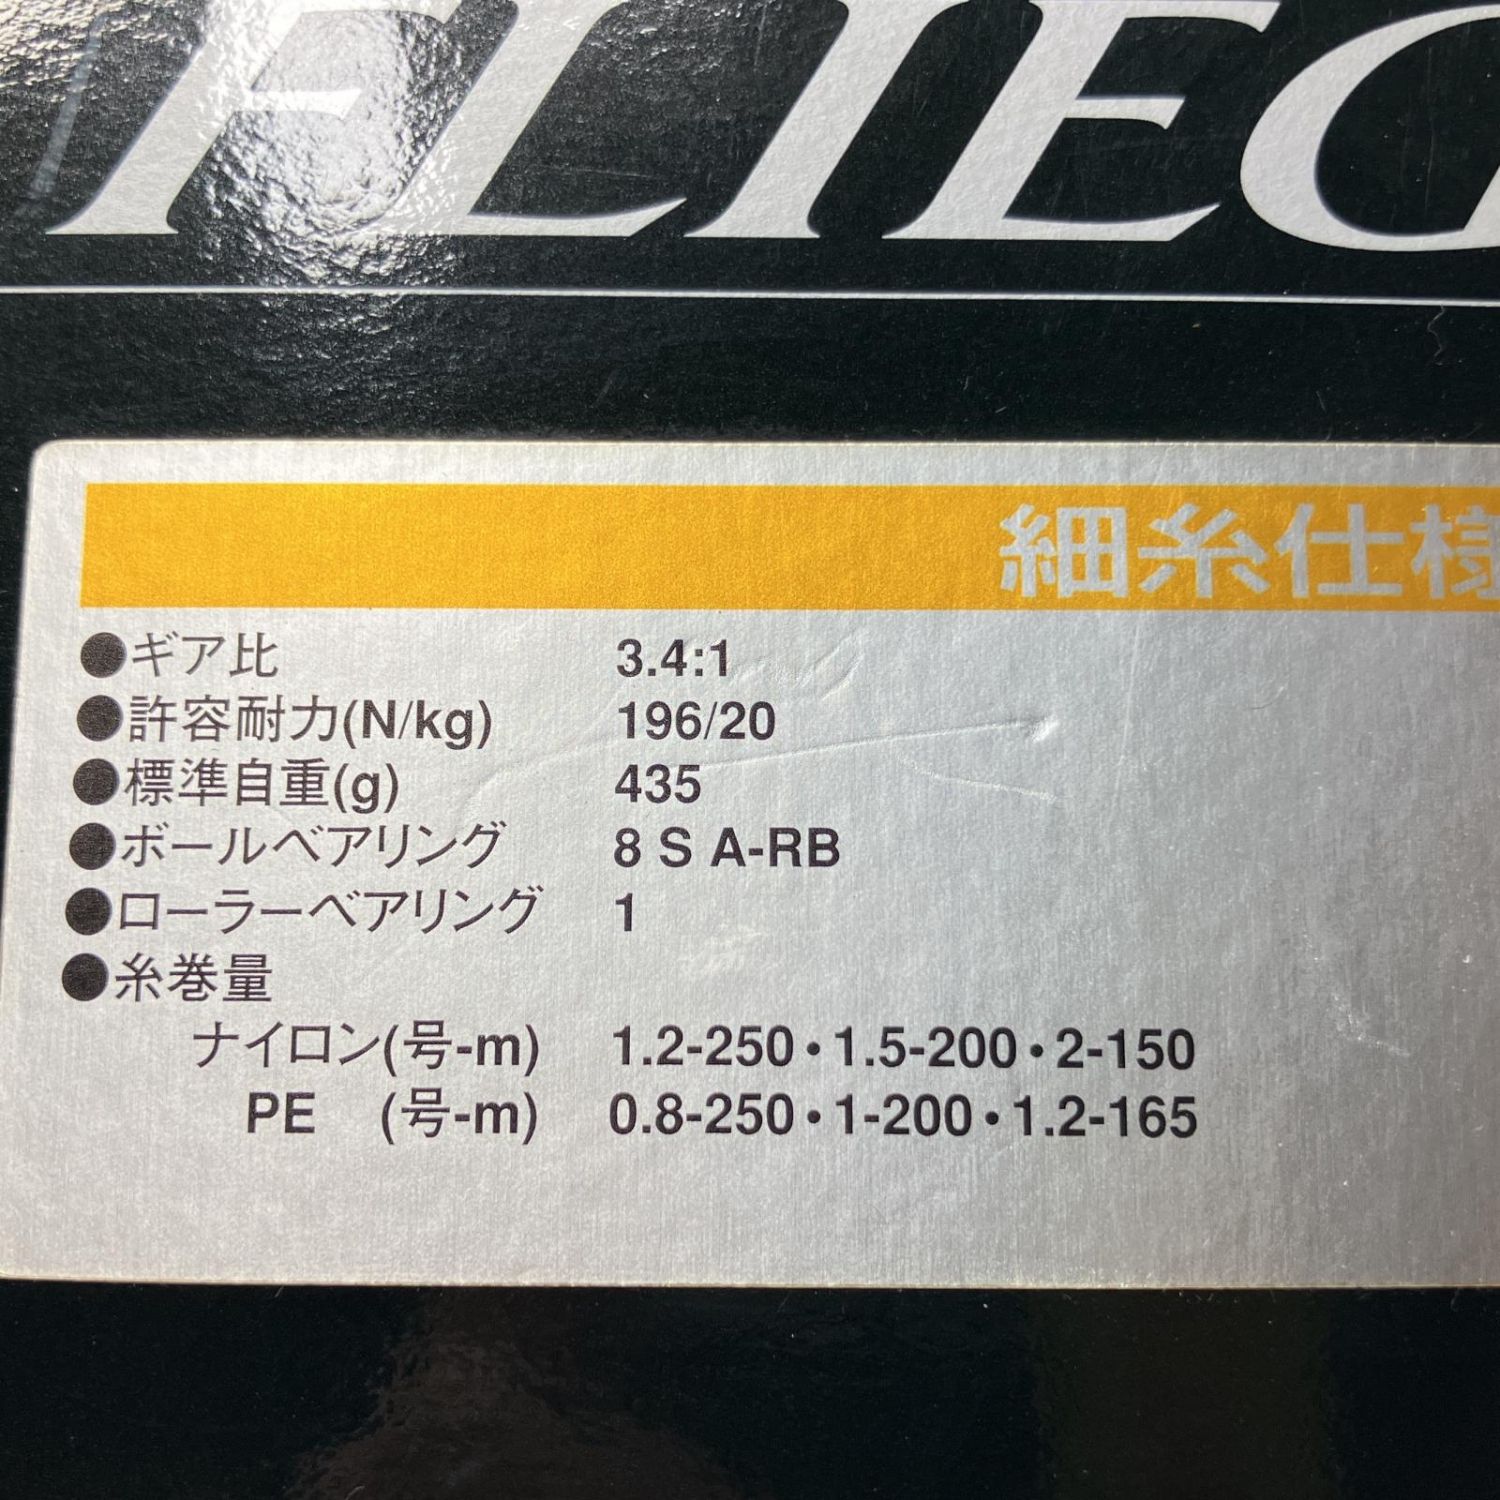 FLIEG
細糸仕様
●ギア比 3.4:1
●許容耐力(N/kg) 196/20
●標準自重(g) 435
●ボールベアリング 8 S A-RB
●ローラーベアリング 1
●糸巻量
ナイロン(号-m) 1.2-250・1.5-200・2-150
PE (号-m) 0.8-250・1-200・1.2-165